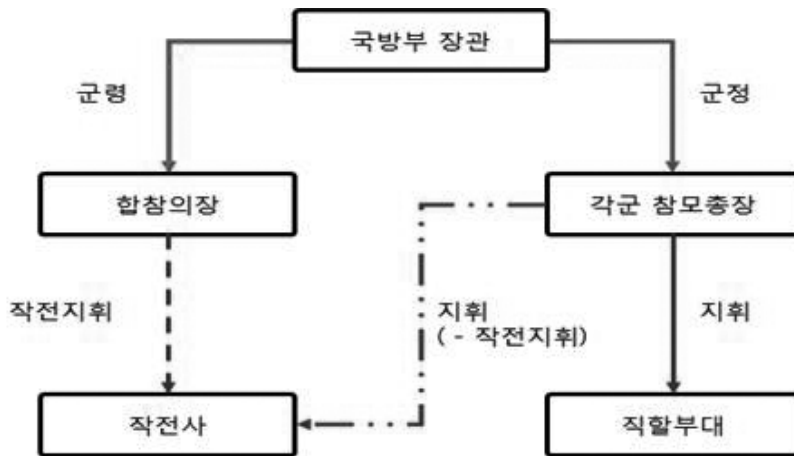 국방부 장관
군령
군정
합참의장
각군 참모총장
작전지휘
지휘
( - 작전지휘)
지휘
작전사
직할부대